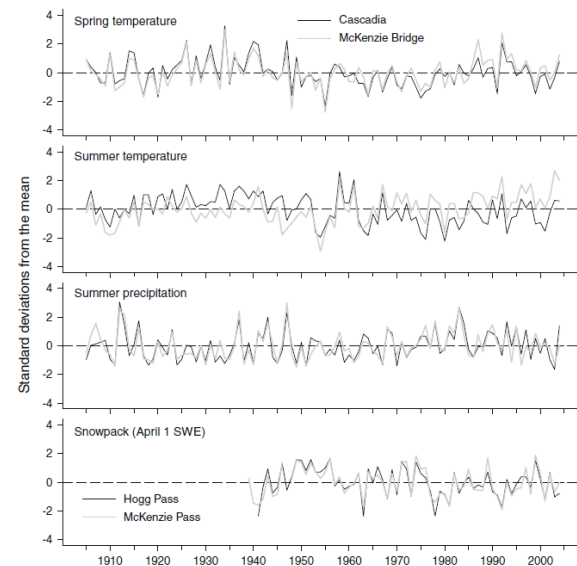 Standard deviations from the mean
Spring temperature
Cascadia
McKenzie Bridge
4
2
0
-2
-4
Summer temperature
4
2
0
-2
-4
Summer precipitation
4
2
0
-2
-4
Snowpack (April 1 SWE)
Hogg Pass
McKenzie Pass
4
2
0
-2
-4
1910 1920 1930 1940 1950 1960 1970 1980 1990 2000